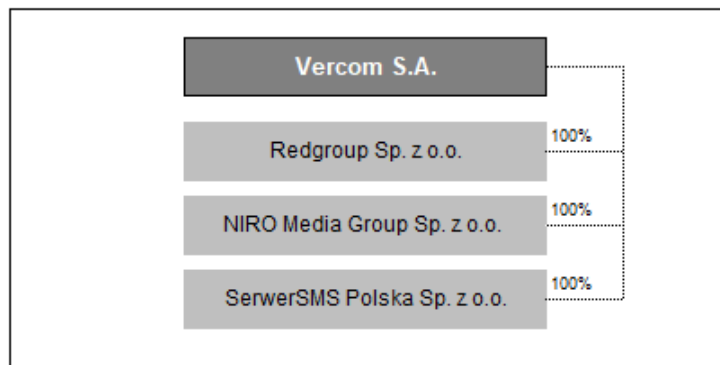 Vercom S.A.
100%
Redgroup Sp. z o.o.
100%
NIRO Media Group Sp. z o.o.
100%
SerwerSMS Polska Sp. z o.o.